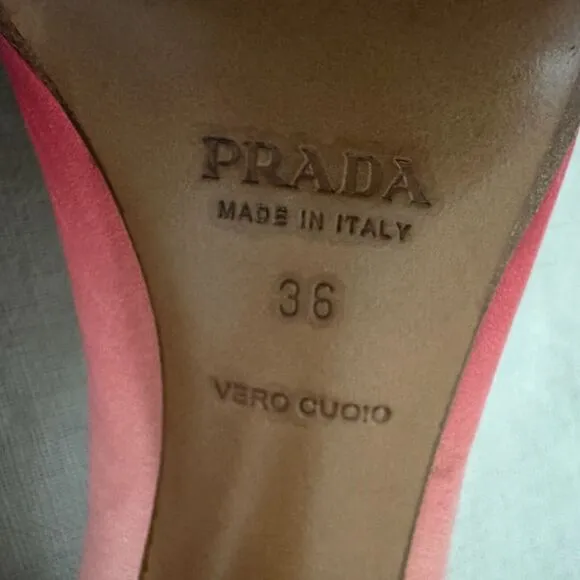 PRADA
MADE IN ITALY
36
VERO CUOIO